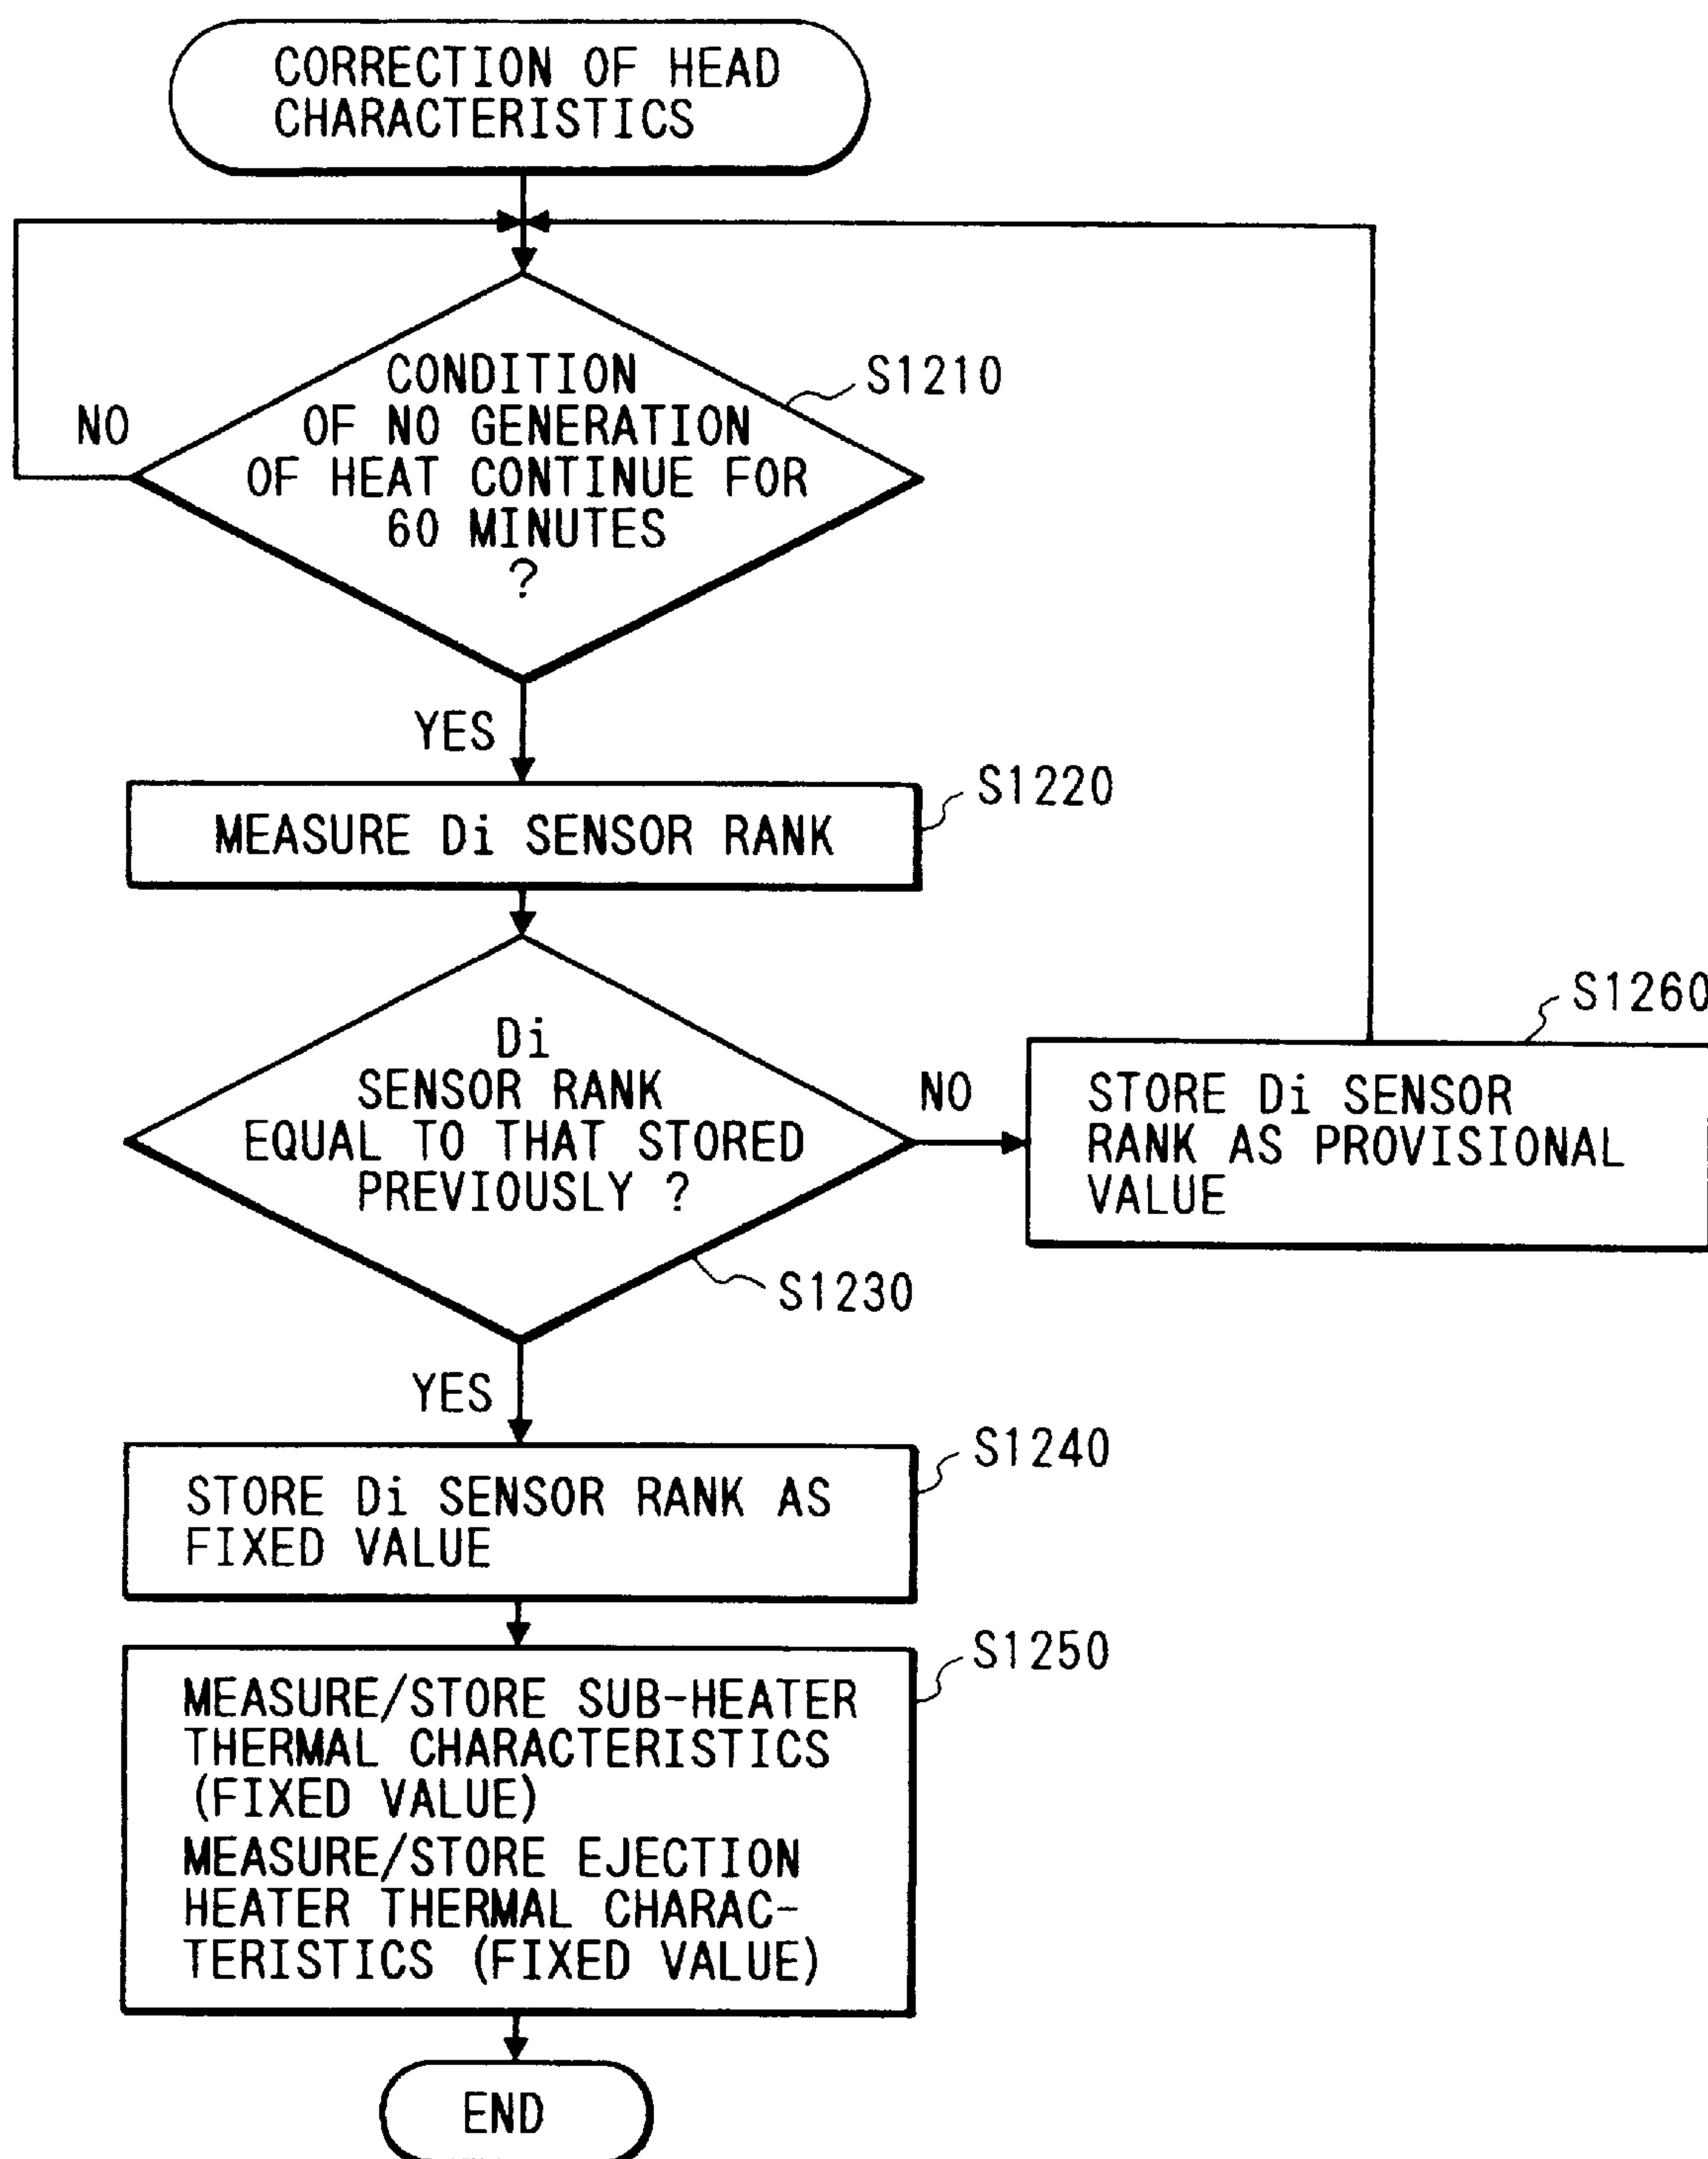 CORRECTION OF HEAD
CHARACTERISTICS
CONDITION
OF NO GENERATION
OF HEAT CONTINUE FOR
60 MINUTES
?
S1210
NO
YES
MEASURE Di SENSOR RANK
S1220
Di
SENSOR RANK
EQUAL TO THAT STORED
PREVIOUSLY ?
S1230
NO
STORE Di SENSOR
RANK AS PROVISIONAL
VALUE
S1260
YES
STORE Di SENSOR RANK AS
FIXED VALUE
S1240
MEASURE/STORE SUB-HEATER
THERMAL CHARACTERISTICS
(FIXED VALUE)
MEASURE/STORE EJECTION
HEATER THERMAL CHARAC-
TERISTICS (FIXED VALUE)
S1250
END